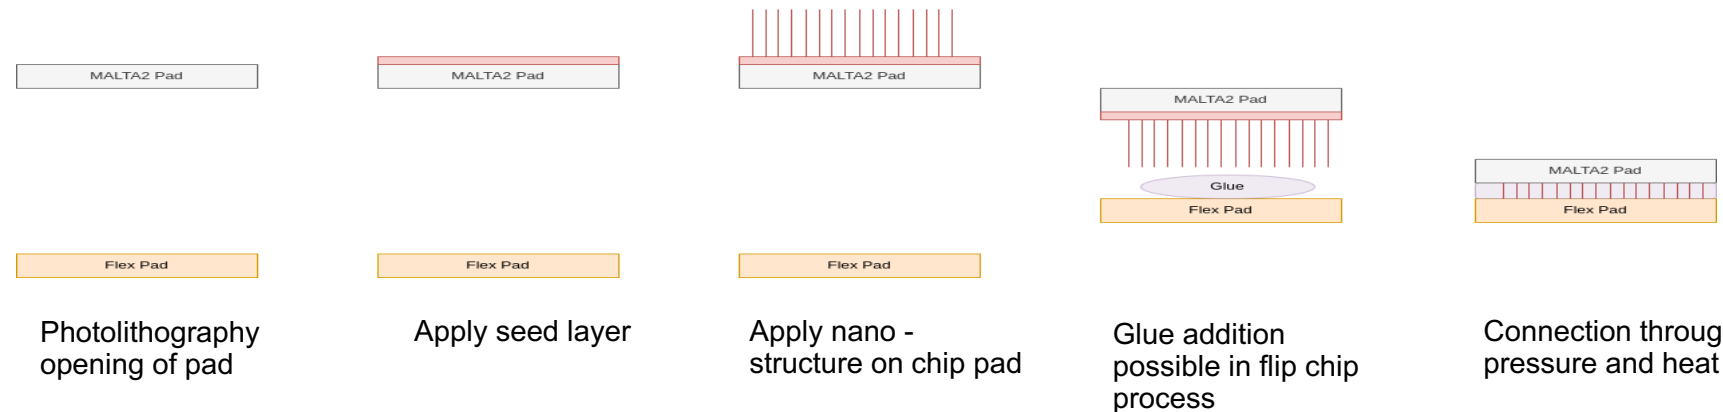 MALTA2 Pad
Flex Pad
Photolithography
opening of pad
MALTA2 Pad
Flex Pad
Apply seed layer
MALTA2 Pad
Flex Pad
Apply nano -
structure on chip pad
MALTA2 Pad
Glue
Flex Pad
Glue addition
possible in flip chip
process
MALTA2 Pad
Flex Pad
Connection throug
pressure and heat